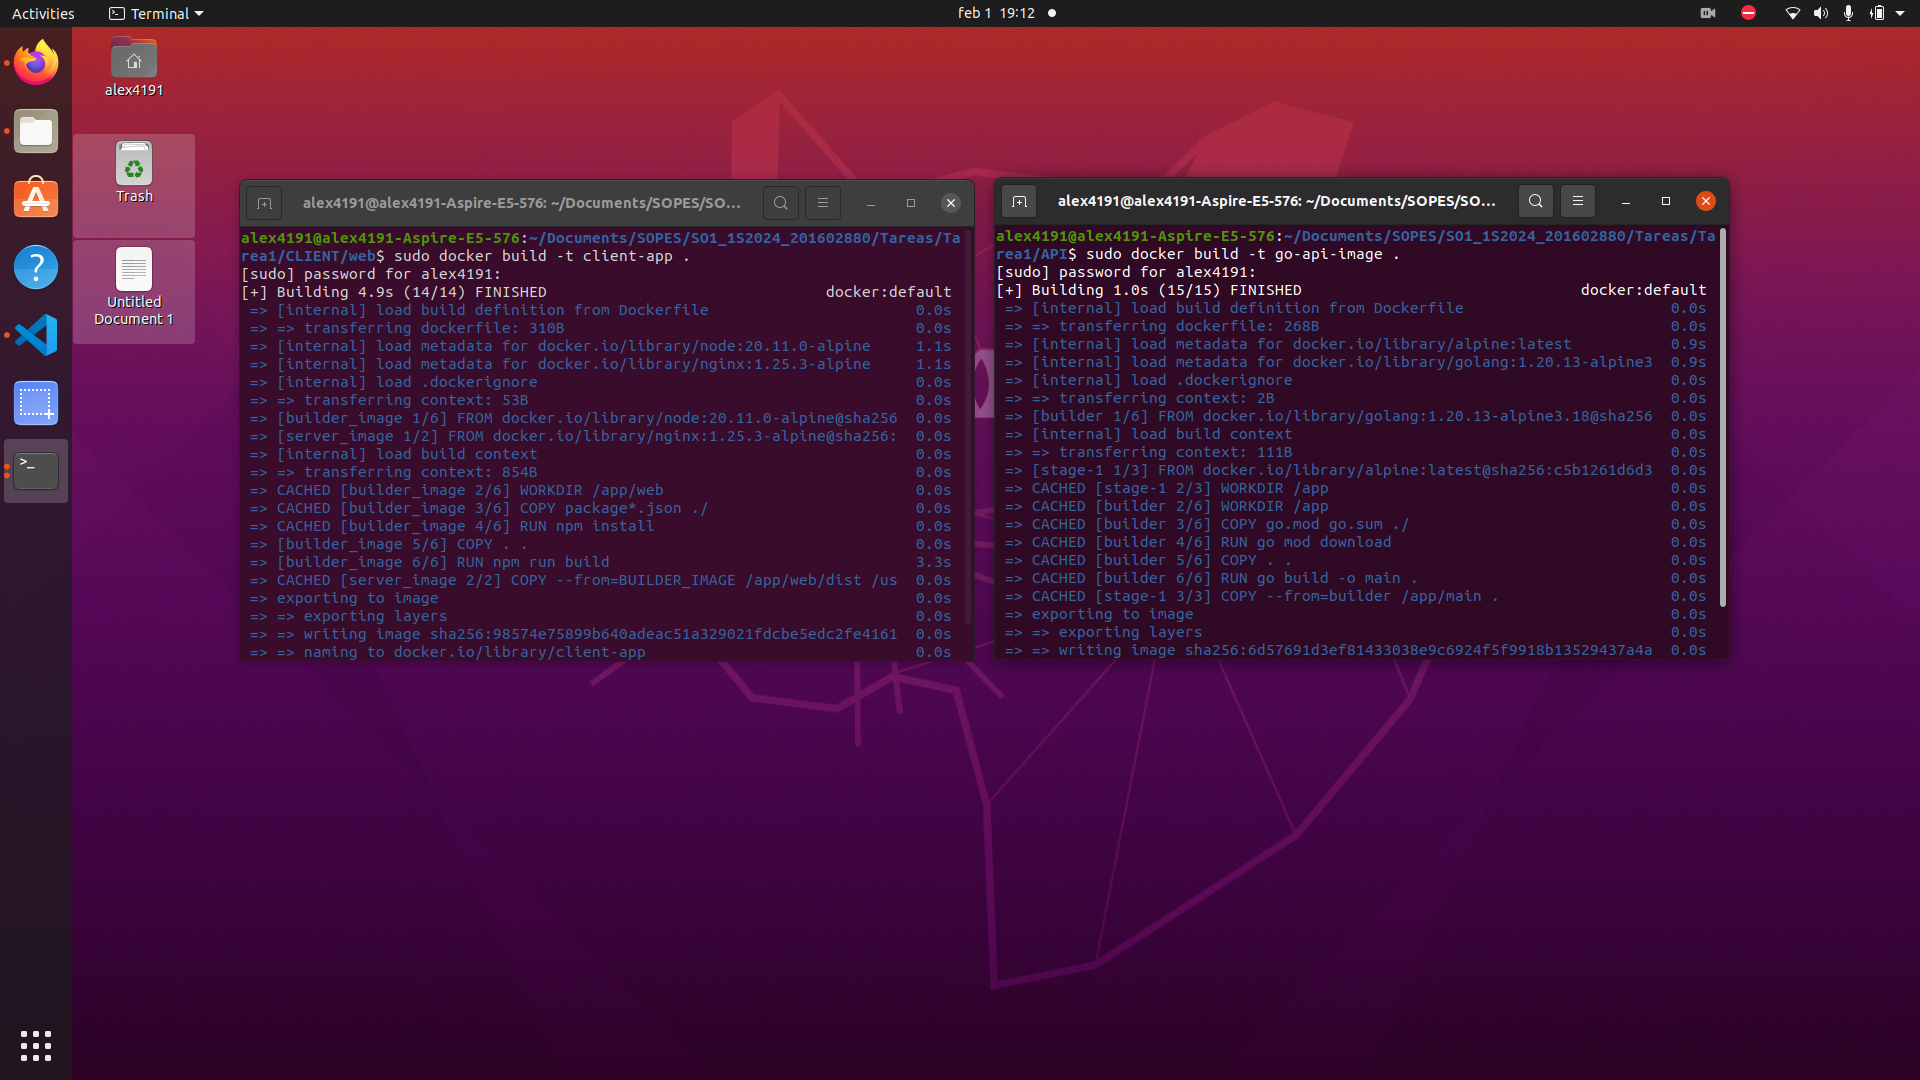 Activities
Terminal
feb 1 19:12
alex4191
Trash
Untitled
Document 1
alex4191@alex4191-Aspire-E5-576: ~/Documents/SOPES/SO...
alex4191@alex4191-Aspire-E5-576:~/Documents/SOPES/SO1_1S2024_201602880/Tareas/Ta
rea1/CLIENT/web$ sudo docker build -t client-app .
[sudo] password for alex4191:
[+] Building 4.9s (14/14) FINISHED docker:default
=> [internal] load build definition from Dockerfile 0.0s
=> => transferring dockerfile: 310B 0.0s
=> [internal] load metadata for docker.io/library/node:20.11.0-alpine 1.1s
=> [internal] load metadata for docker.io/library/nginx:1.25.3-alpine 1.1s
=> [internal] load .dockerignore 0.0s
=> => transferring context: 53B 0.0s
=> [builder_image 1/6] FROM docker.io/library/node:20.11.0-alpine@sha256 0.0s
=> [server_image 1/2] FROM docker.io/library/nginx:1.25.3-alpine@sha256: 0.0s
=> [internal] load build context 0.0s
=> => transferring context: 854B 0.0s
=> CACHED [builder_image 2/6] WORKDIR /app/web 0.0s
=> CACHED [builder_image 3/6] COPY package*.json ./ 0.0s
=> CACHED [builder_image 4/6] RUN npm install 0.0s
=> [builder_image 5/6] COPY . . 0.0s
=> [builder_image 6/6] RUN npm run build 3.3s
=> CACHED [server_image 2/2] COPY --from=BUILDER_IMAGE /app/web/dist /us 0.0s
=> exporting to image 0.0s
=> => exporting layers 0.0s
=> => writing image sha256:98574e75899b640adeac51a329021fdcbe5edc2fe4161 0.0s
=> => naming to docker.io/library/client-app 0.0s
alex4191@alex4191-Aspire-E5-576: ~/Documents/SOPES/SO...
alex4191@alex4191-Aspire-E5-576:~/Documents/SOPES/SO1_1S2024_201602880/Tareas/Ta
rea1/API$ sudo docker build -t go-api-image .
[sudo] password for alex4191:
[+] Building 1.0s (15/15) FINISHED docker:default
=> [internal] load build definition from Dockerfile 0.0s
=> => transferring dockerfile: 268B 0.0s
=> [internal] load metadata for docker.io/library/alpine:latest 0.9s
=> [internal] load metadata for docker.io/library/golang:1.20.13-alpine3 0.9s
=> [internal] load .dockerignore 0.0s
=> => transferring context: 2B 0.0s
=> [builder 1/6] FROM docker.io/library/golang:1.20.13-alpine3.18@sha256 0.0s
=> [internal] load build context 0.0s
=> => transferring context: 111B 0.0s
=> [stage-1 1/3] FROM docker.io/library/alpine:latest@sha256:c5b1261d6d3 0.0s
=> CACHED [stage-1 2/3] WORKDIR /app 0.0s
=> CACHED [builder 2/6] WORKDIR /app 0.0s
=> CACHED [builder 3/6] COPY go.mod go.sum ./ 0.0s
=> CACHED [builder 4/6] RUN go mod download 0.0s
=> CACHED [builder 5/6] COPY . . 0.0s
=> CACHED [builder 6/6] RUN go build -o main . 0.0s
=> CACHED [stage-1 3/3] COPY --from=builder /app/main . 0.0s
=> exporting to image 0.0s
=> => exporting layers 0.0s
=> => writing image sha256:6d57691d3ef81433038e9c6924f5f9918b13529437a4a 0.0s